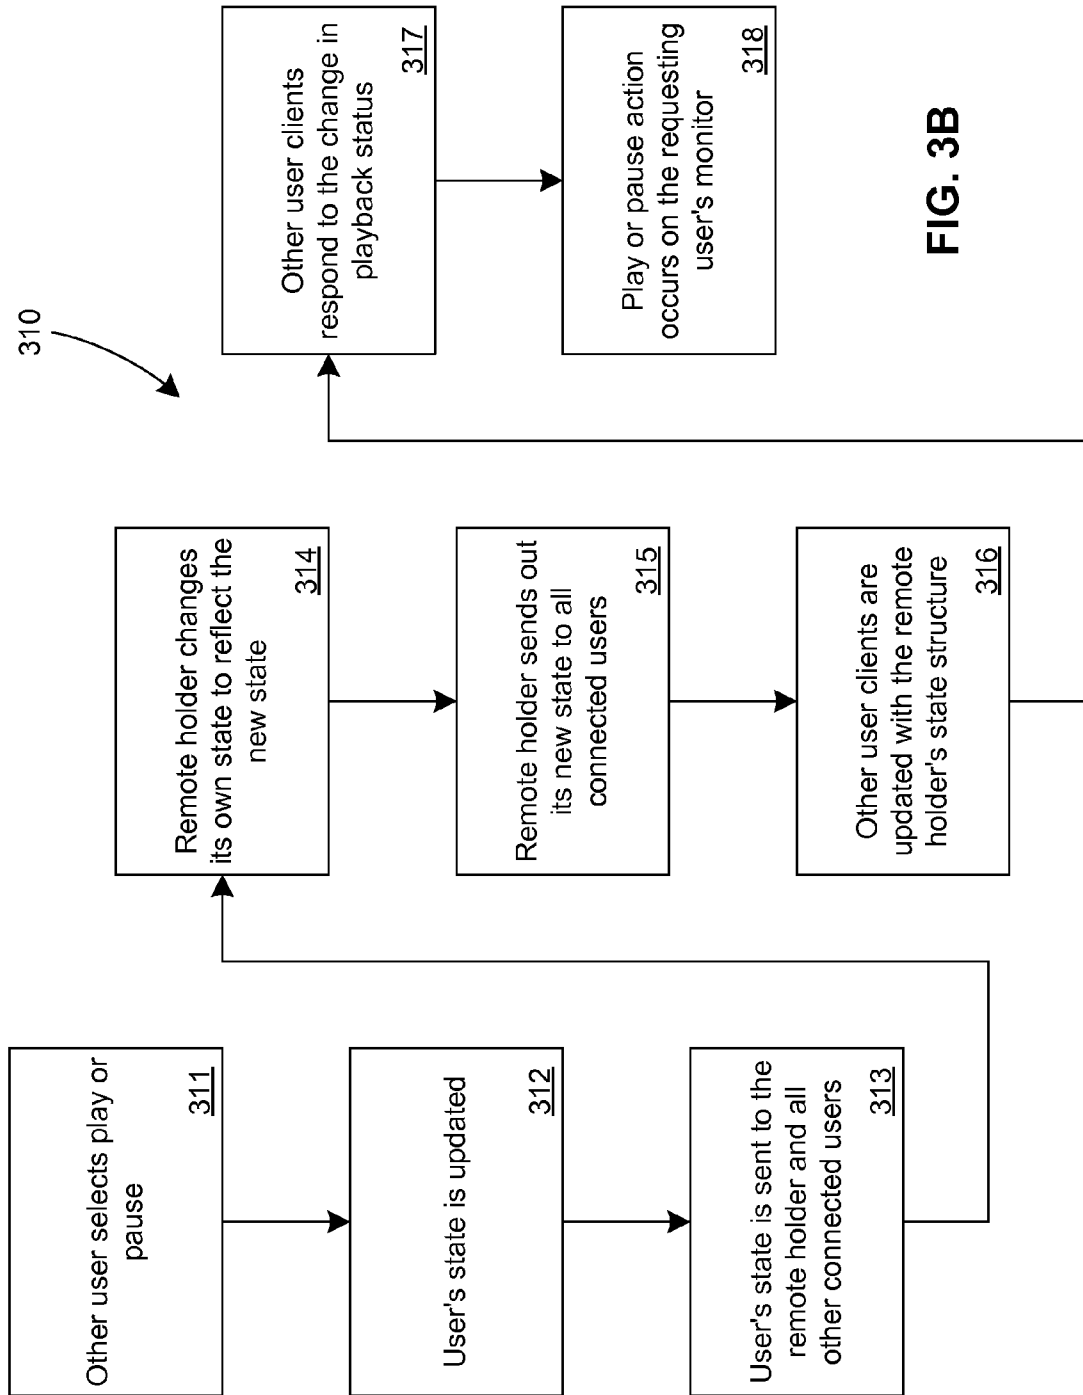 310
Other user selects play or
pause
311
User's state is updated
312
User's state is sent to the
remote holder and all
other connected users
313
Remote holder changes
its own state to reflect the
new state
314
Remote holder sends out
its new state to all
connected users
315
Other user clients are
updated with the remote
holder's state structure
316
Other user clients
respond to the change in
playback status
317
Play or pause action
occurs on the requesting
user's monitor
318
FIG. 3B